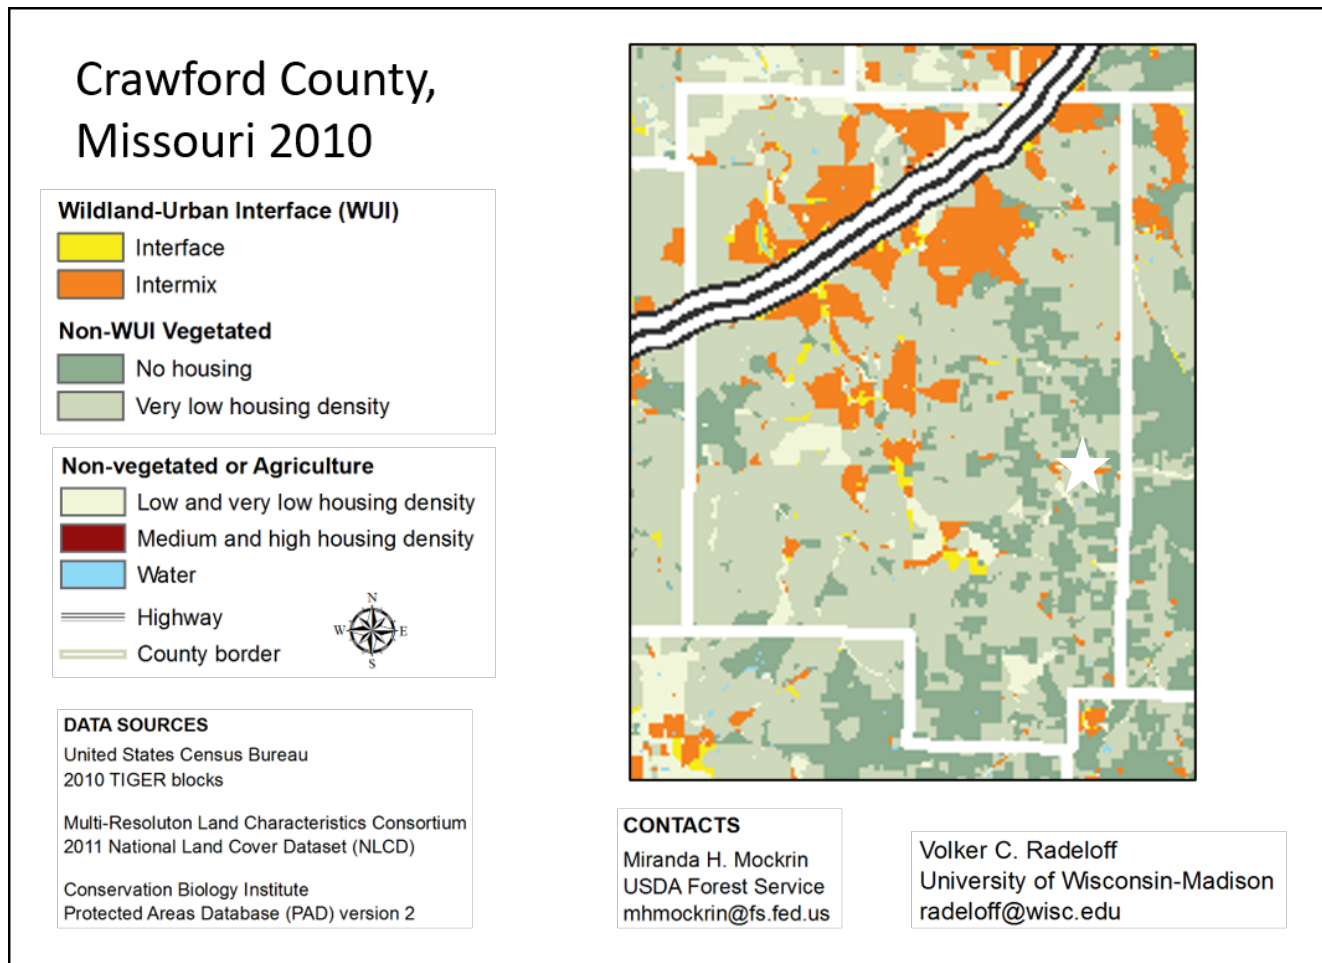 Crawford County,
Missouri 2010
Wildland-Urban Interface (WUI)
Interface
Intermix
Non-WUI Vegetated
No housing
Very low housing density
Non-vegetated or Agriculture
Low and very low housing density
Medium and high housing density
Water
Highway
County border
N
W E
S
DATA SOURCES
United States Census Bureau
2010 TIGER blocks
Multi-Resoluton Land Characteristics Consortium
2011 National Land Cover Dataset (NLCD)
Conservation Biology Institute
Protected Areas Database (PAD) version 2
CONTACTS
Miranda H. Mockrin
USDA Forest Service
mhmockrin@fs.fed.us
Volker C. Radeloff
University of Wisconsin-Madison
radeloff@wisc.edu